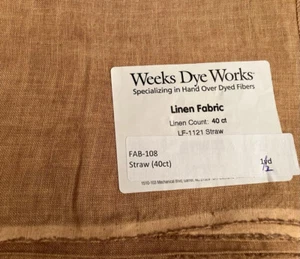 Weeks Dye Works
Specializing in Hand Over Dyed Fibers
Linen Fabric
Linen Count: 40 ct
LF-1121 Straw
FAB-108
Straw (40ct)